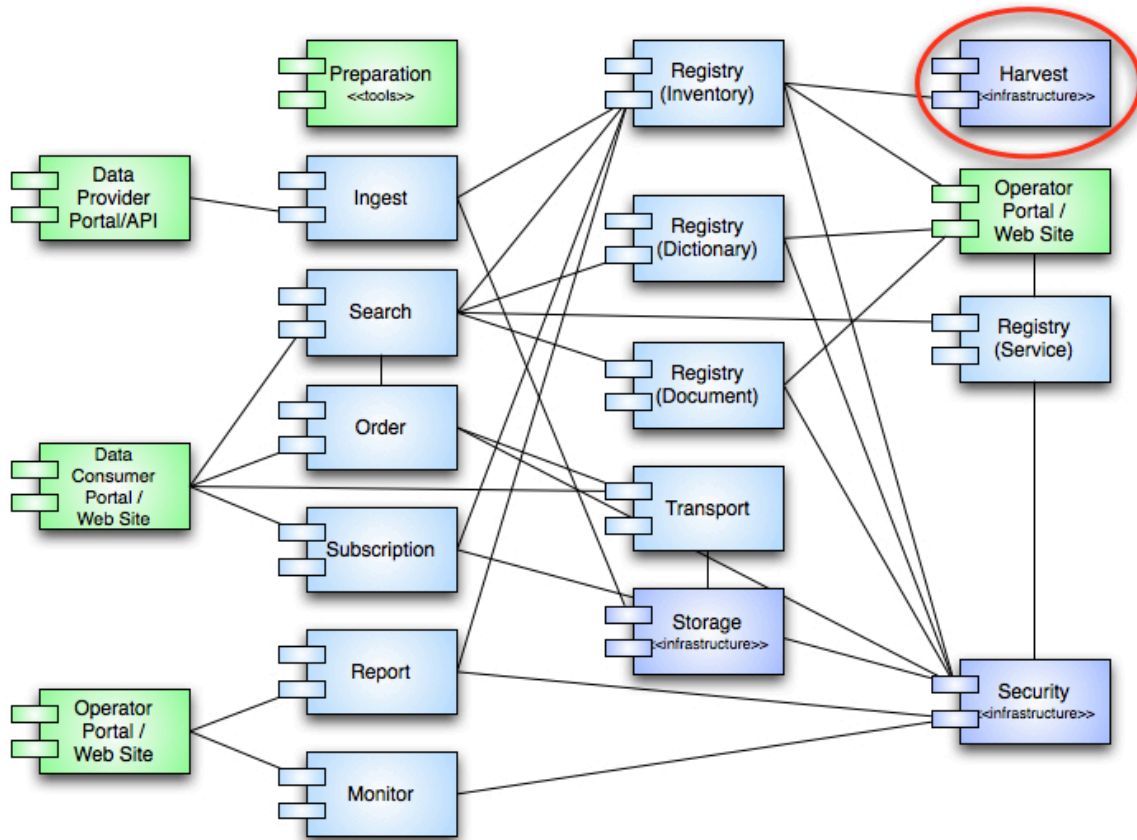 Preparation
<<tools>>
Registry
(Inventory)
Harvest
<<infrastructure>>
Data
Provider
Portal/API
Ingest
Registry
(Dictionary)
Operator
Portal /
Web Site
Search
Registry
(Service)
Registry
(Document)
Order
Data
Consumer
Portal /
Web Site
Transport
Subscription
Storage
<<infrastructure>>
Report
Security
<<infrastructure>>
Operator
Portal /
Web Site
Monitor